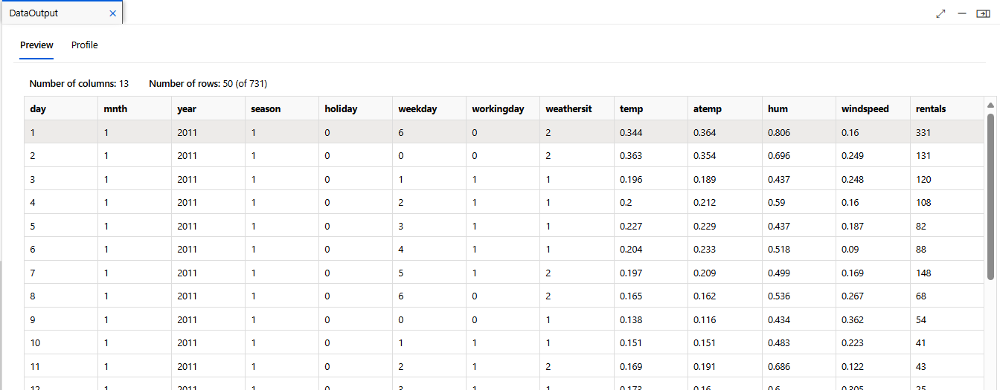 DataOutput
Preview Profile
Number of columns: 13 Number of rows: 50 (of 731)
day mnth year season holiday weekday workingday weathersit temp atemp hum windspeed rentals
1 1 2011 1 0 6 0 2 0.344 0.364 0.806 0.16 331
2 1 2011 1 0 0 0 2 0.363 0.354 0.696 0.249 131
3 1 2011 1 0 1 1 1 0.196 0.189 0.437 0.248 120
4 1 2011 1 0 2 1 1 0.2 0.212 0.59 0.16 108
5 1 2011 1 0 3 1 1 0.227 0.229 0.437 0.187 82
6 1 2011 1 0 4 1 1 0.204 0.233 0.518 0.09 88
7 1 2011 1 0 5 1 2 0.197 0.209 0.499 0.169 148
8 1 2011 1 0 6 0 2 0.165 0.162 0.536 0.267 68
9 1 2011 1 0 0 0 1 0.138 0.116 0.434 0.362 54
10 1 2011 1 0 1 1 1 0.151 0.151 0.483 0.223 41
11 1 2011 1 0 2 1 2 0.169 0.191 0.686 0.122 43
12 1 2011 1 0 3 1 1 0.173 0.16 0.6 0.305 25